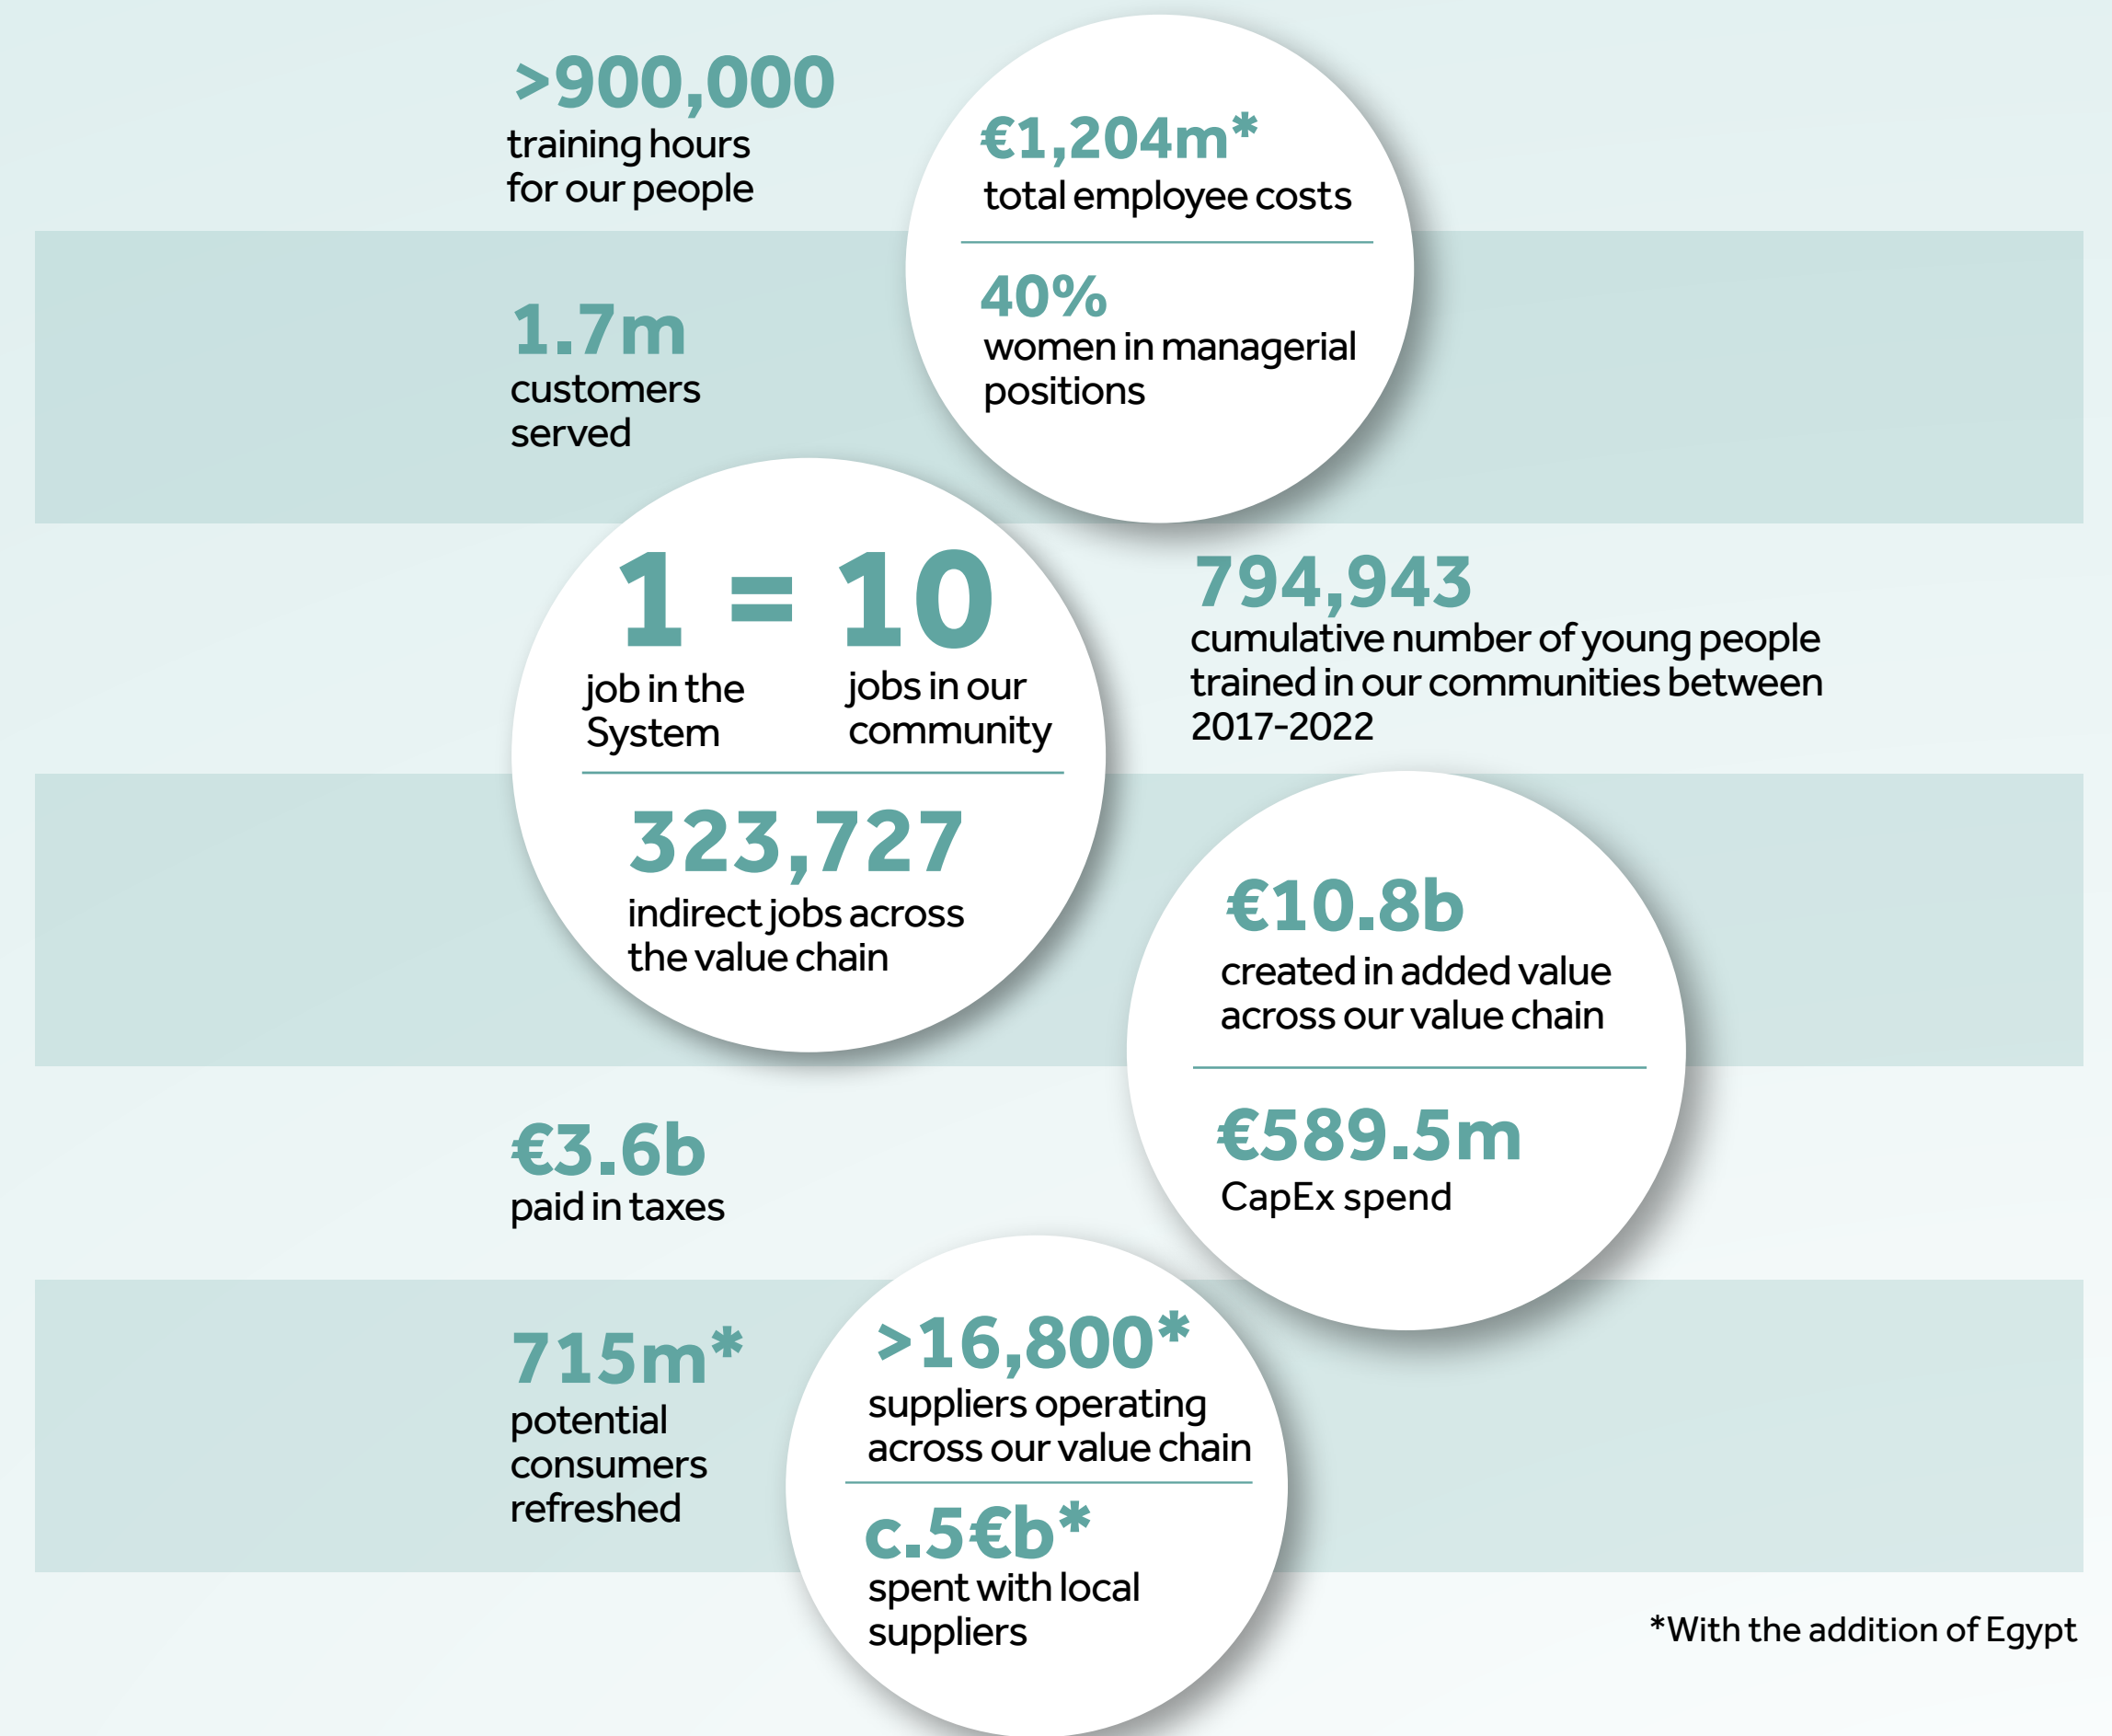 >900,000
training hours
for our people
€1,204m*
total employee costs
40%
women in managerial
positions
1.7m
customers
served
1 = 10
job in the
System
jobs in our
community
323,727
indirect jobs across
the value chain
794,943
cumulative number of young people
trained in our communities between
2017-2022
€10.8b
created in added value
across our value chain
€589.5m
CapEx spend
€3.6b
paid in taxes
715m*
potential
consumers
refreshed
>16,800*
suppliers operating
across our value chain
c.5€b*
spent with local
suppliers
*With the addition of Egypt